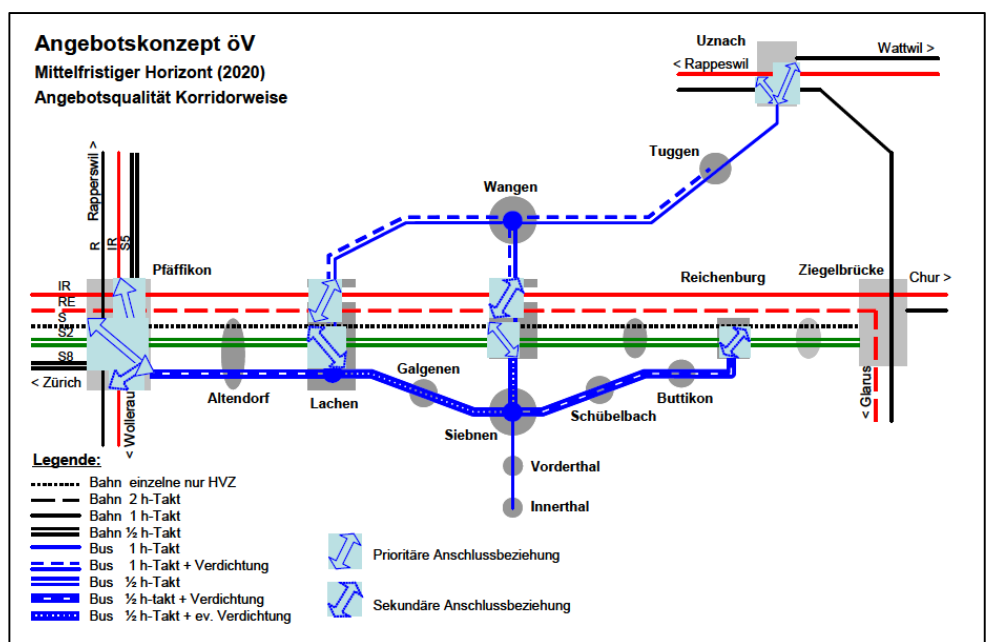 Angebotskonzept öV
Mittelfristiger Horizont (2020)
Angebotsqualität Korridorweise
Uznach
Wattwil >
< Rappeswil
Tuggen
Wangen
Rapperswil >
R
IR
S5
Pfäffikon
Reichenburg
Ziegelbrücke
Chur >
IR
RE
S
S2
S8
< Zürich
< Wollerau
Altendorf
Lachen
Galgenen
Siebnen
Schübelbach
Buttikon
< Glarus
Vorderthal
Innerthal
Legende:
Bahn einzelne nur HVZ
Bahn 2 h-Takt
Bahn 1 h-Takt
Bahn ½ h-Takt
Bus 1 h-Takt
Bus 1 h-Takt + Verdichtung
Bus ½ h-Takt
Bus ½ h-takt + Verdichtung
Bus ½ h-Takt + ev. Verdichtung
Prioritäre Anschlussbeziehung
Sekundäre Anschlussbeziehung